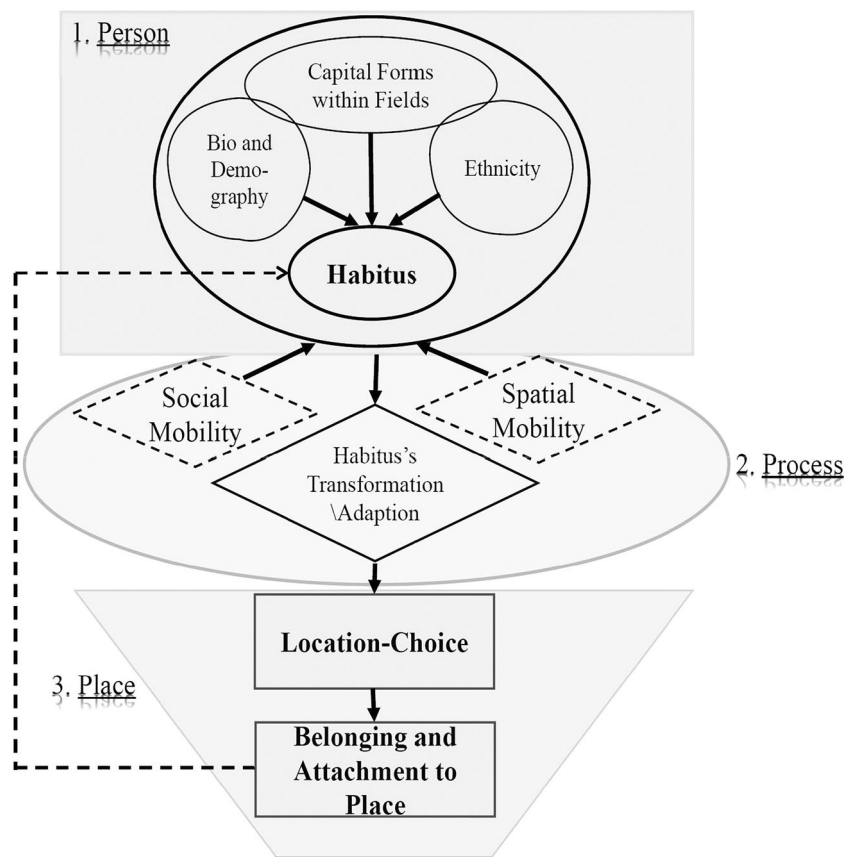 1. Person
Capital Forms
within Fields
Bio and
Demo-
graphy
Ethnicity
Habitus
Social
Mobility
Spatial
Mobility
Habitus's
Transformation
\Adaption
2. Process
Location-Choice
3. Place
Belonging and
Attachment to
Place